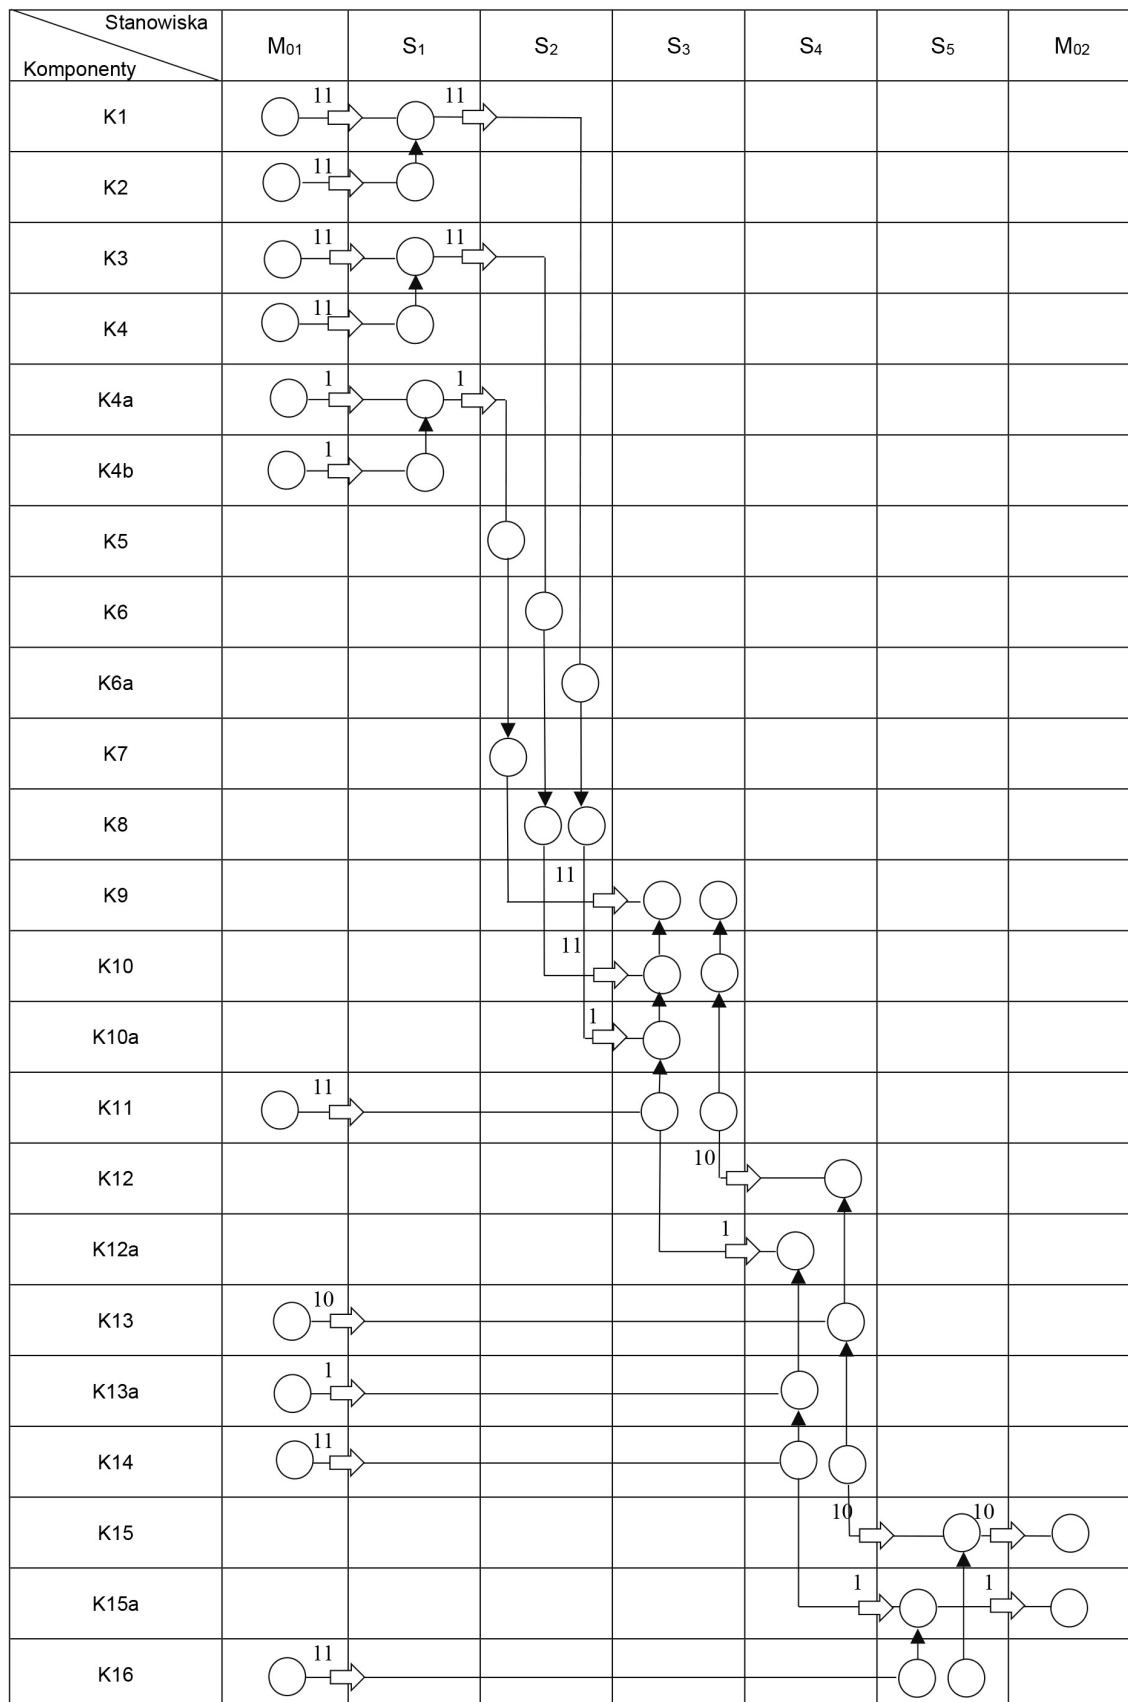 Stanowiska
Komponenty
M01 S1 S2 S3 S4 S5 M02
K1 11 11
K2 11
K3 11 11
K4 11
K4a 1 1
K4b 1
K5
K6
K6a
K7
K8
K9 11
K10 11
K10a 1
K11 11
K12 10
K12a 1
K13 10
K13a 1
K14 11
K15 10 10
K15a 1 1
K16 11